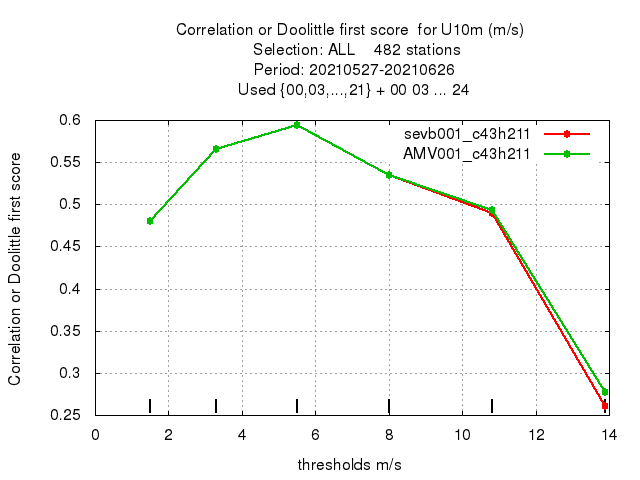 Correlation or Doolittle first score  for U10m (m/s)
Selection: ALL    482 stations
Period: 20210527-20210626
Used {00,03,...,21} + 00 03 ... 24
sevb001_c43h211
AMV001_c43h211
Correlation or Doolittle first score
0.6
0.55
0.5
0.45
0.4
0.35
0.3
0.25
0 2 4 6 8 10 12 14
thresholds m/s